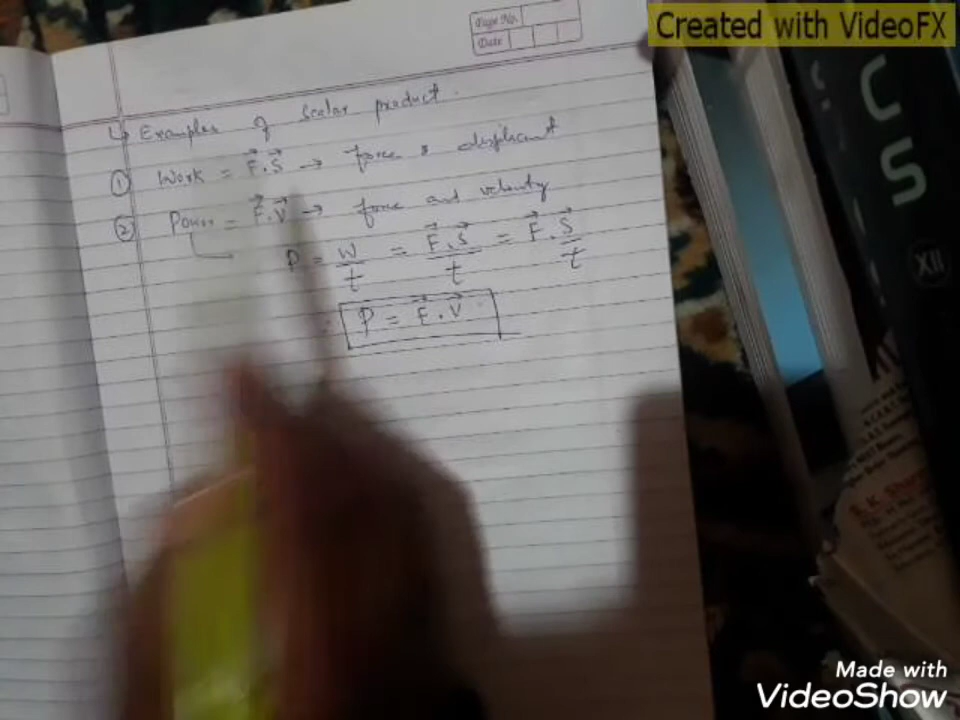 Page No.
Date
Created with VideoFX
↳ Examples of scalar product.
① Work = F⃗.S⃗ → force &
② Power = F⃗.V⃗ → force and velocity
P = W/t = F⃗.S⃗/t = F⃗.S⃗/t
P = F⃗.V⃗
C
S
XII
Made with
VideoShow